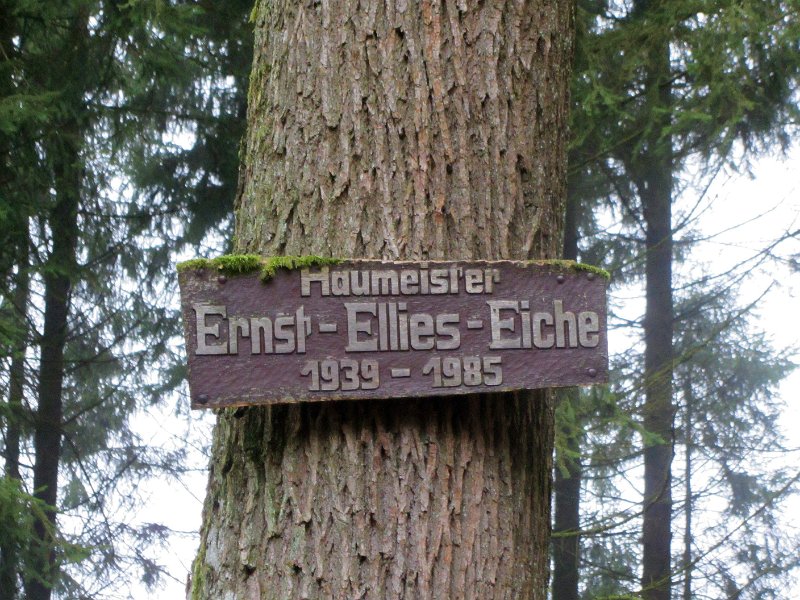 Haumeister
Ernst-Ellies-Eiche
1939 - 1985